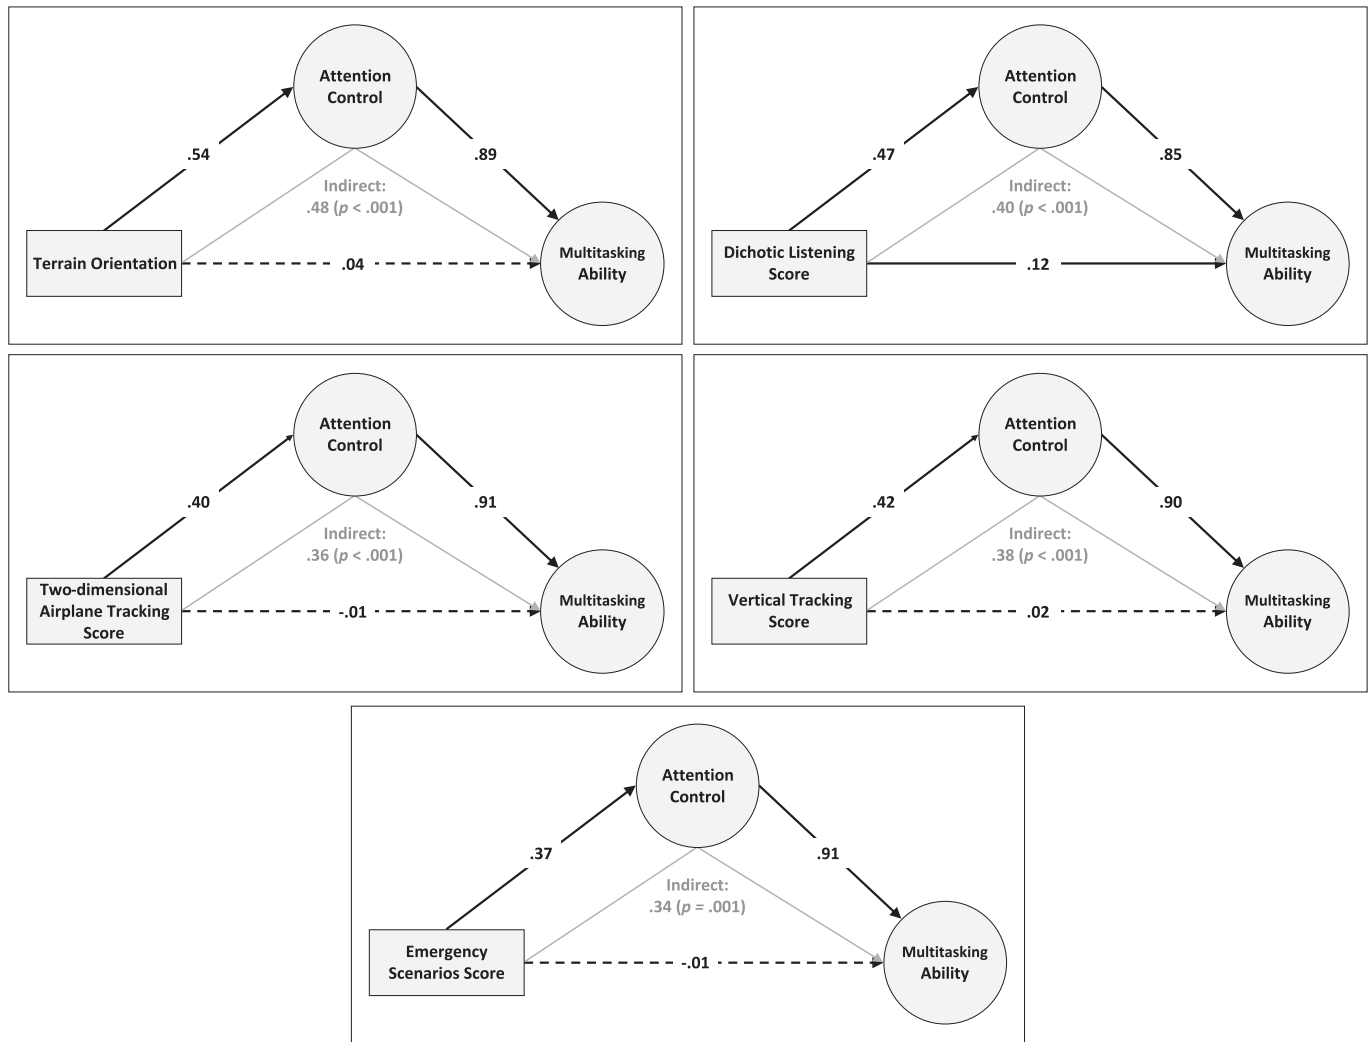 Attention
Control
.54
.89
Indirect:
.48 (p < .001)
Terrain Orientation
.04
Multitasking
Ability
Attention
Control
.47
.85
Indirect:
.40 (p < .001)
Dichotic Listening
Score
.12
Multitasking
Ability
Attention
Control
.40
.91
Indirect:
.36 (p < .001)
Two-dimensional
Airplane Tracking
Score
-.01
Multitasking
Ability
Attention
Control
.42
.90
Indirect:
.38 (p < .001)
Vertical Tracking
Score
.02
Multitasking
Ability
Attention
Control
.37
.91
Indirect:
.34 (p = .001)
Emergency
Scenarios Score
-.01
Multitasking
Ability